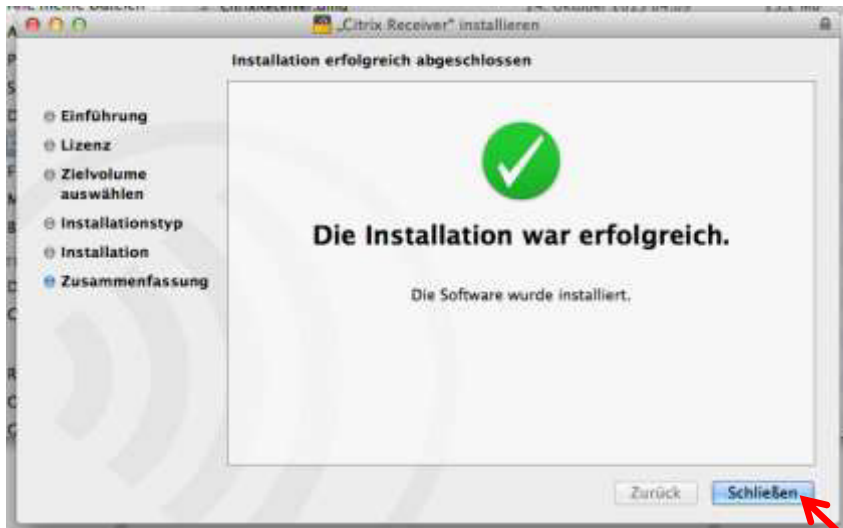 „Citrix Receiver“ installieren
Installation erfolgreich abgeschlossen
Einführung
Lizenz
Zielvolume
auswählen
Installationstyp
Installation
Zusammenfassung
Die Installation war erfolgreich.
Die Software wurde installiert.
Zurück
Schließen